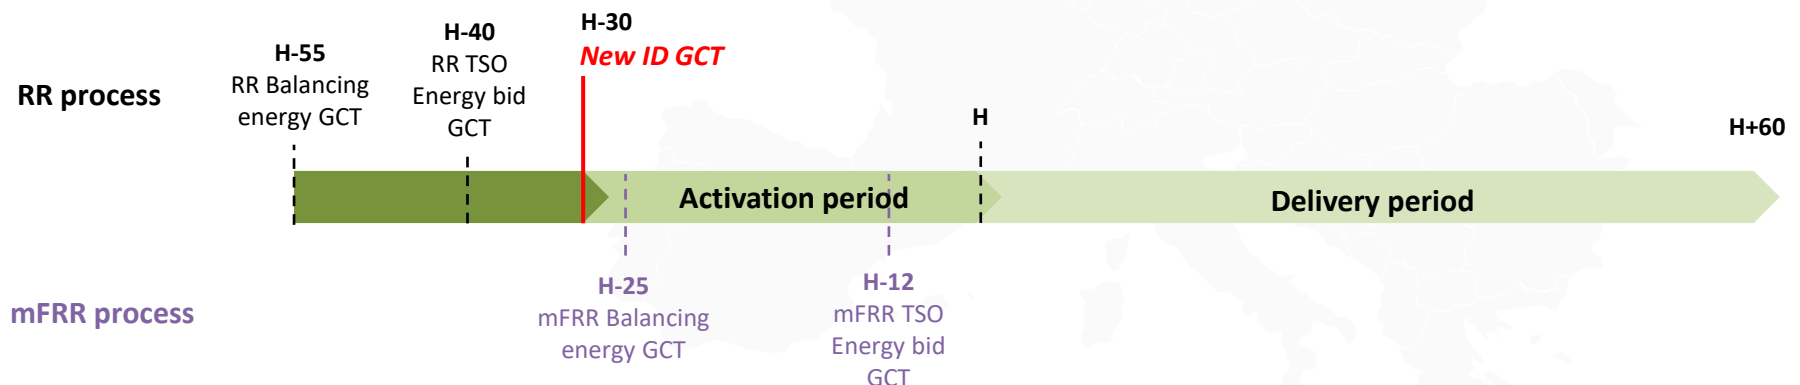 RR process
H-55
RR Balancing
energy GCT
H-40
RR TSO
Energy bid
GCT
H-30
New ID GCT
H
H+60
Activation period
Delivery period
mFRR process
H-25
mFRR Balancing
energy GCT
H-12
mFRR TSO
Energy bid
GCT